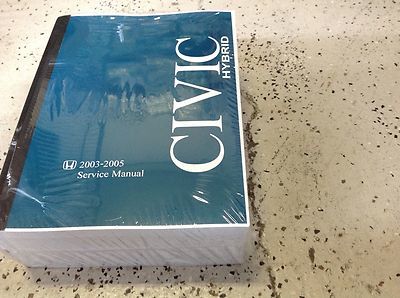 CIVIC
HYBRID
2003-2005
Service Manual